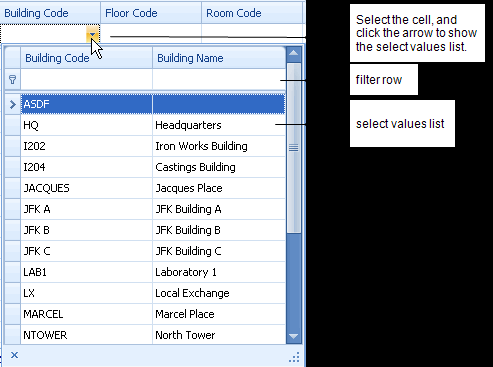 Building Code Floor Code Room Code
Select the cell, and
click the arrow to show
the select values list.
Building Code Building Name
filter row
ASDF
HQ Headquarters
select values list
I202 Iron Works Building
I204 Castings Building
JACQUES Jacques Place
JFK A JFK Building A
JFK B JFK Building B
JFK C JFK Building C
LAB1 Laboratory 1
LX Local Exchange
MARCEL Marcel Place
NTOWER North Tower